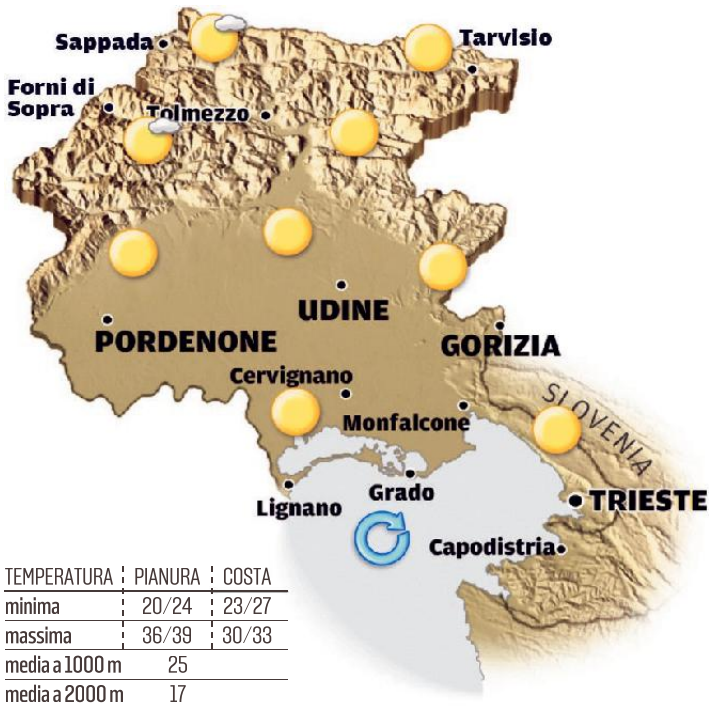 Sappada
Tarvisio
Forni di
Sopra
Tolmezzo
UDINE
PORDENONE
GORIZIA
Cervignano
SLOVENIA
Monfalcone
Grado
Lignano
TRIESTE
Capodistria
TEMPERATURA PIANURA COSTA
minima 20/24 23/27
massima 36/39 30/33
media a 1000 m 25
media a 2000 m 17